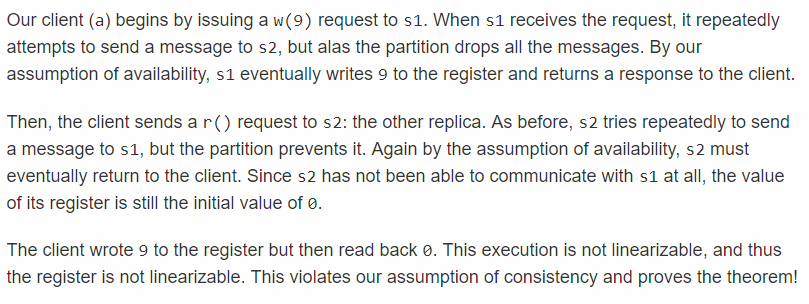 Our client (a) begins by issuing a w(9) request to s1. When s1 receives the request, it repeatedly
attempts to send a message to s2, but alas the partition drops all the messages. By our
assumption of availability, s1 eventually writes 9 to the register and returns a response to the client.
Then, the client sends a r() request to s2: the other replica. As before, s2 tries repeatedly to send
a message to s1, but the partition prevents it. Again by the assumption of availability, s2 must
eventually return to the client. Since s2 has not been able to communicate with s1 at all, the value
of its register is still the initial value of 0.
The client wrote 9 to the register but then read back 0. This execution is not linearizable, and thus
the register is not linearizable. This violates our assumption of consistency and proves the theorem!